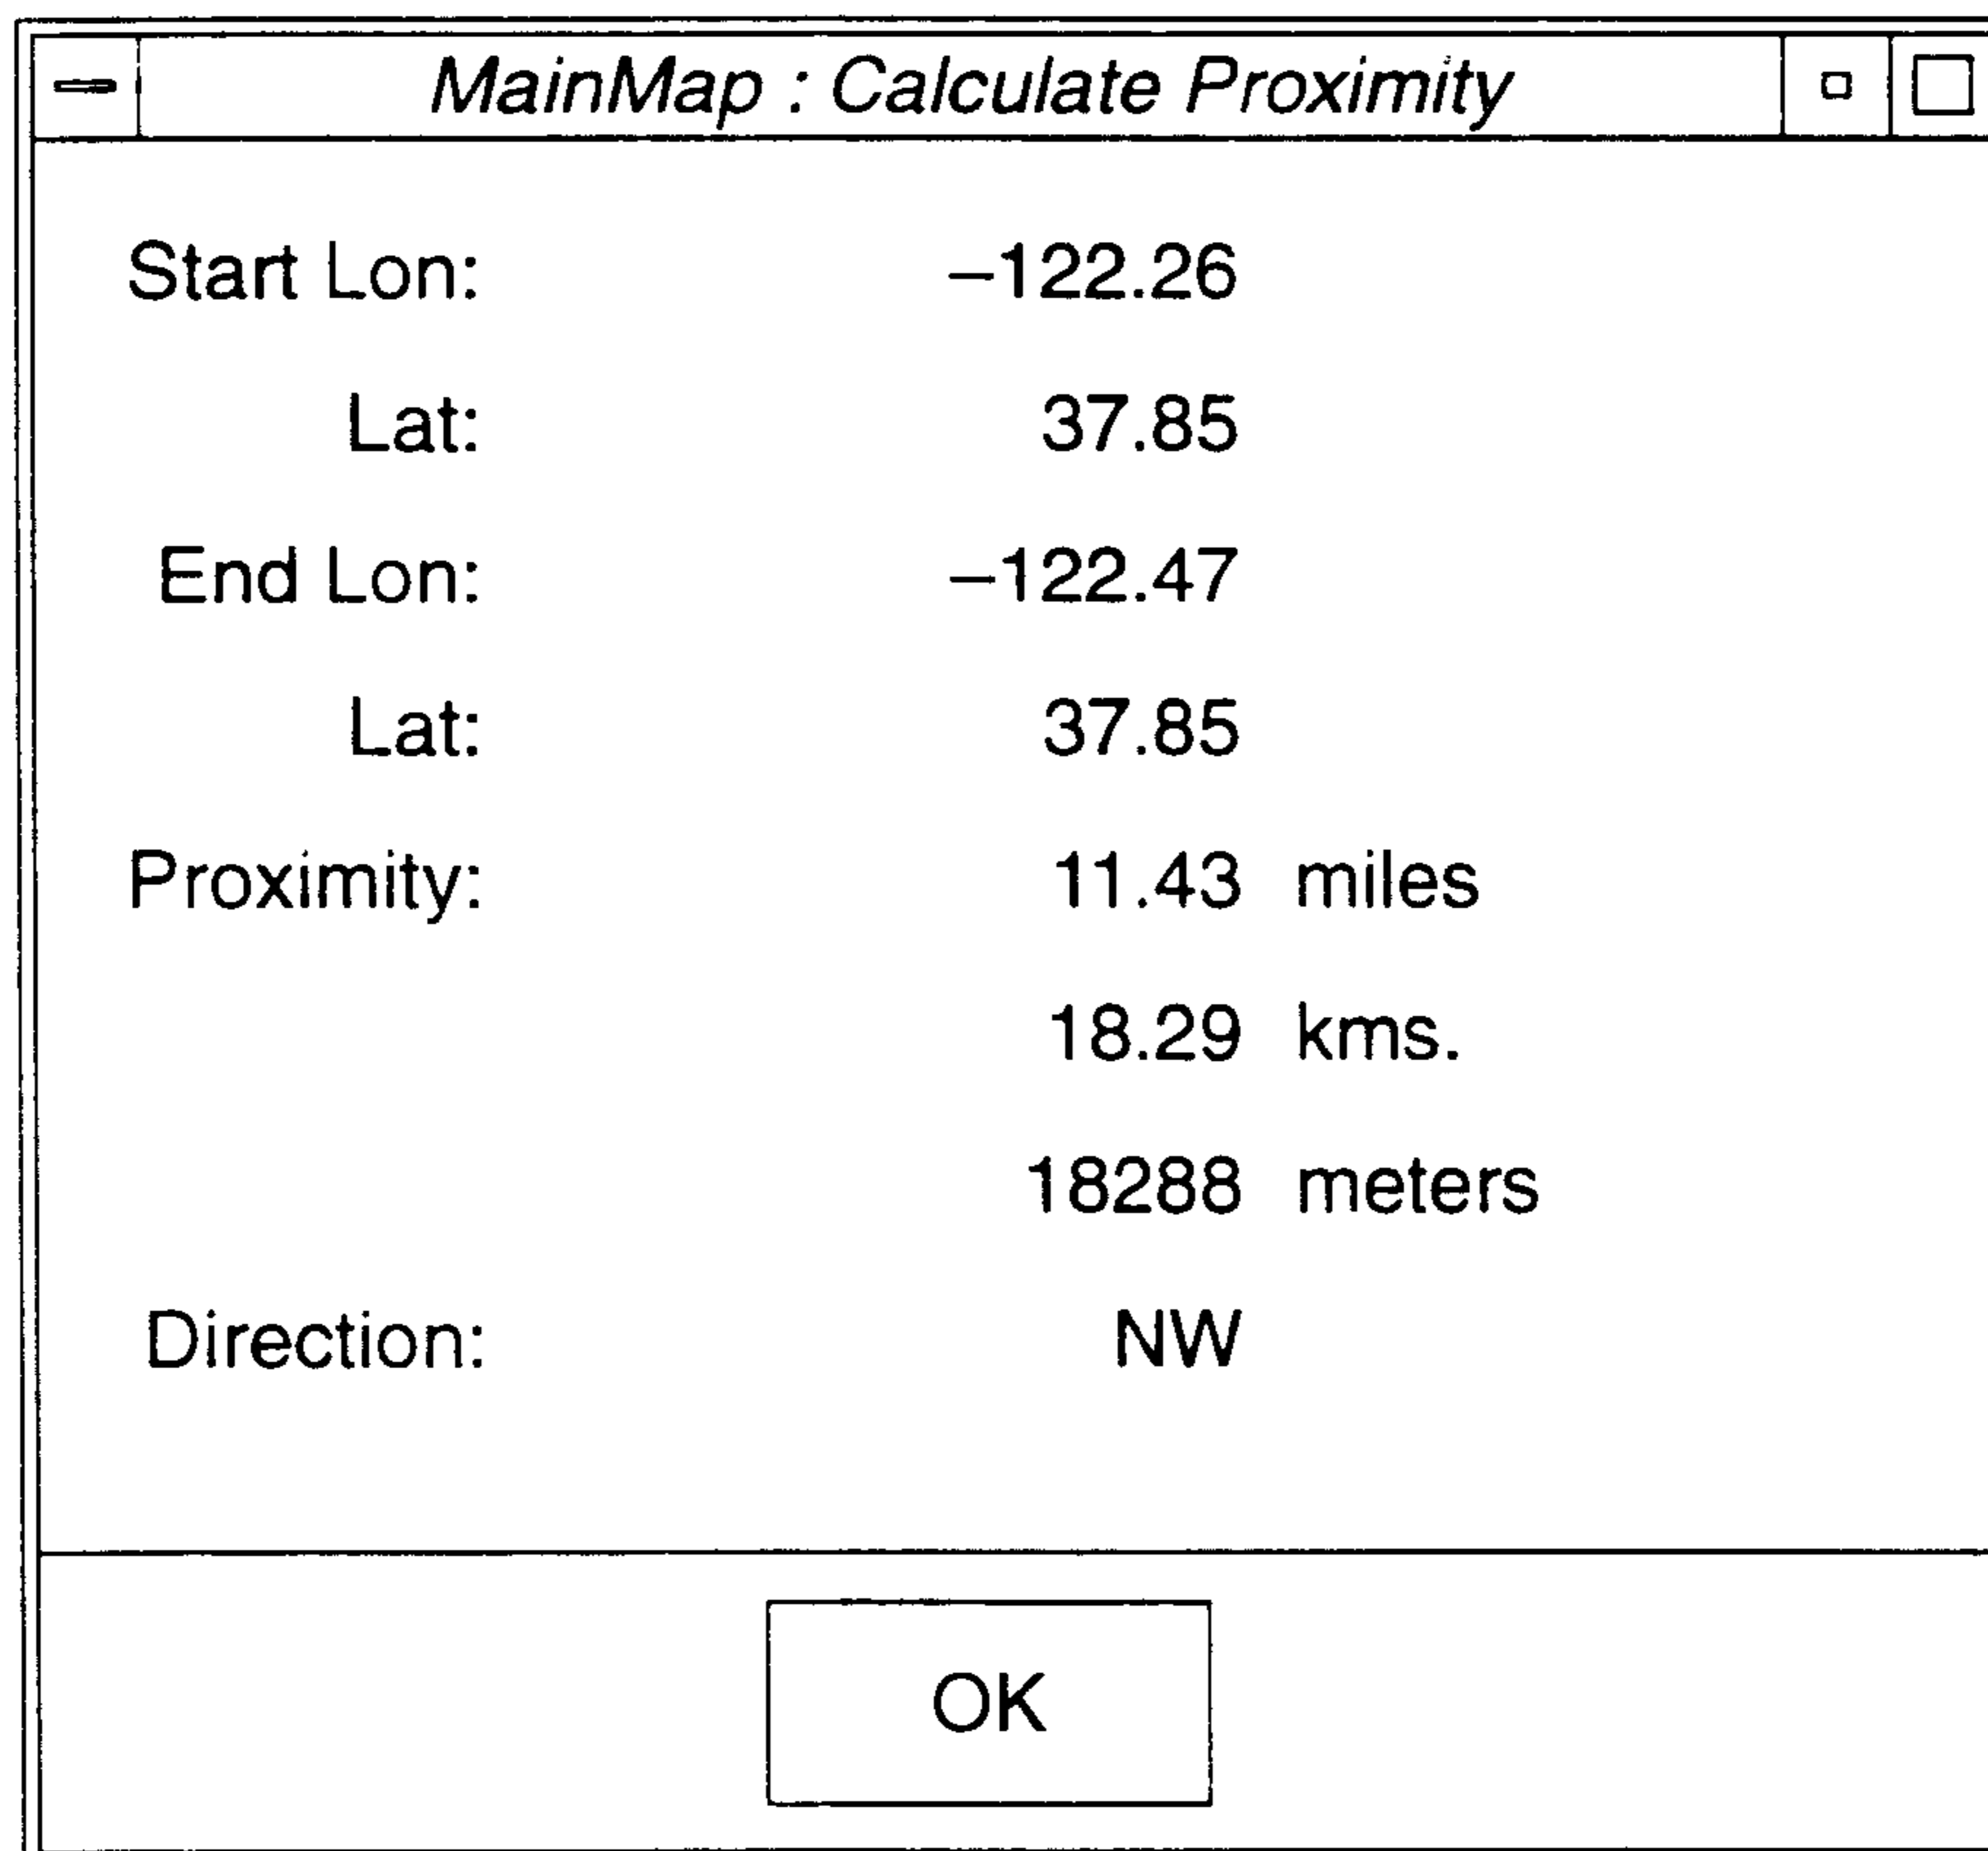 MainMap : Calculate Proximity
Start Lon: –122.26
Lat: 37.85
End Lon: –122.47
Lat: 37.85
Proximity: 11.43 miles
18.29 kms.
18288 meters
Direction: NW
OK